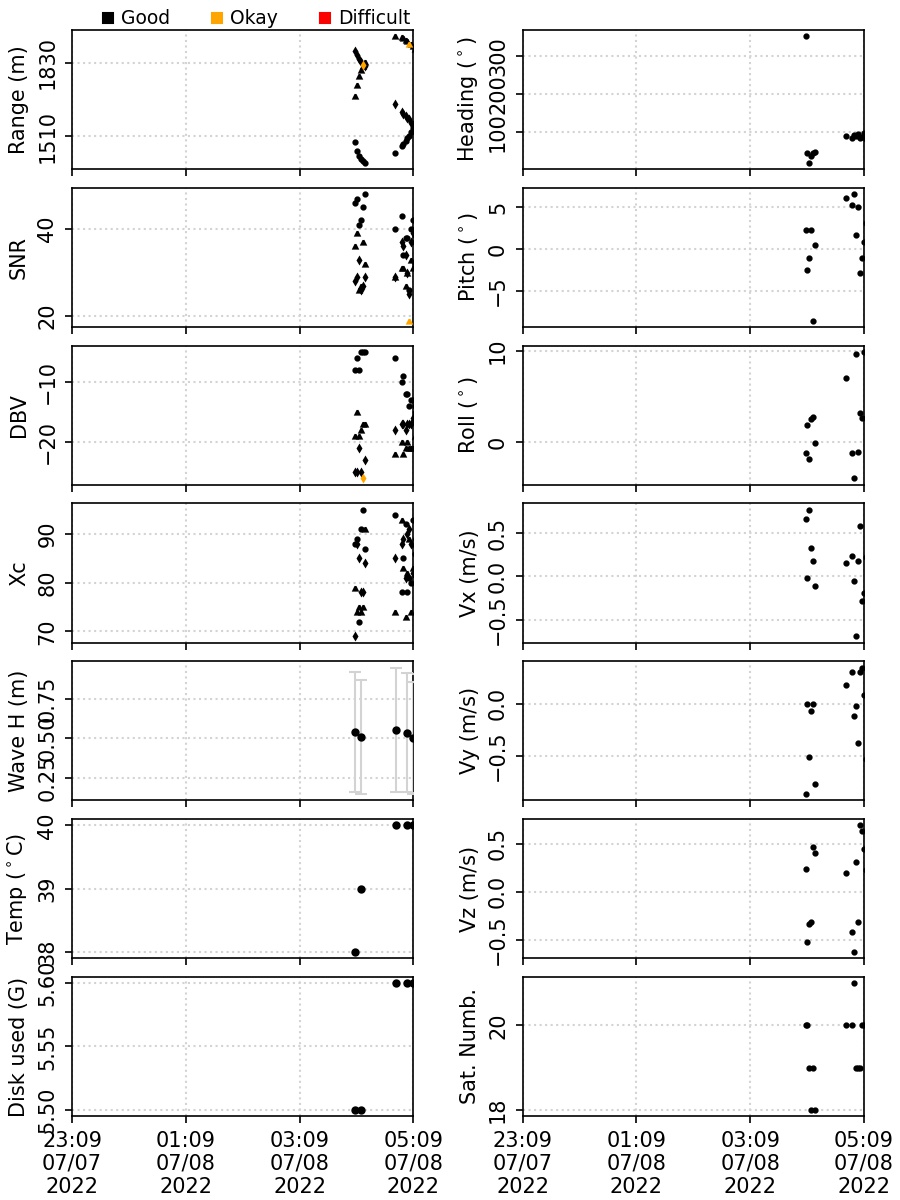 Good Okay Difficult
Range (m)
1830
1510
Heading (°)
300
200
100
SNR
40
20
Pitch (°)
5
0
−5
DBV
−10
−20
Roll (°)
10
0
Xc
90
80
70
Vx (m/s)
0.5
0.0
−0.5
Wave H (m)
0.75
0.50
0.25
Vy (m/s)
0.0
−0.5
Temp (°C)
40
39
38
Vz (m/s)
0.5
0.0
−0.5
Disk used (G)
5.60
5.55
5.50
Sat. Numb.
20
18
23:09 01:09 03:09 05:09
07/07 07/08 07/08 07/08
2022 2022 2022 2022
23:09 01:09 03:09 05:09
07/07 07/08 07/08 07/08
2022 2022 2022 2022